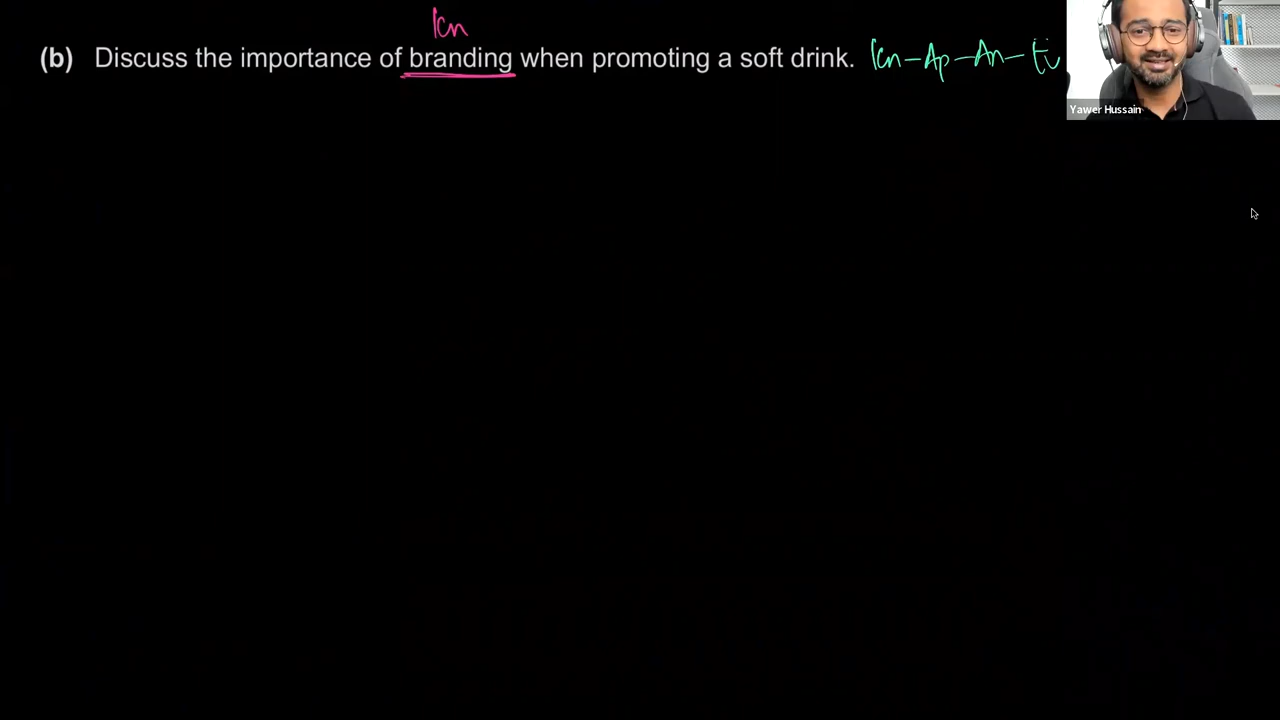 Kn
(b) Discuss the importance of branding when promoting a soft drink. Kn-Ap-An-Ev
Yawer Hussain